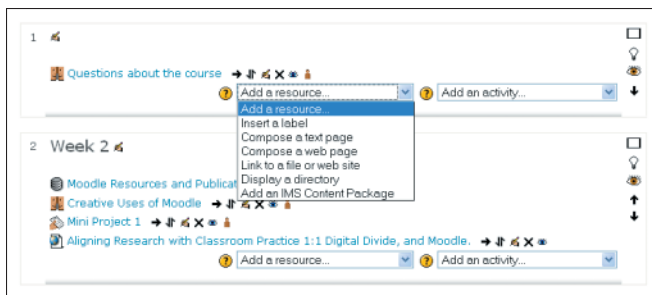 1
Questions about the course
Add a resource... Add an activity...
Add a resource...
Insert a label
Compose a text page
Compose a web page
Link to a file or web site
Display a directory
Add an IMS Content Package
2 Week 2
Moodle Resources and Publicat
Creative Uses of Moodle
Mini Project 1
Aligning Research with Classroom Practice 1:1 Digital Divide, and Moodle.
Add a resource... Add an activity...